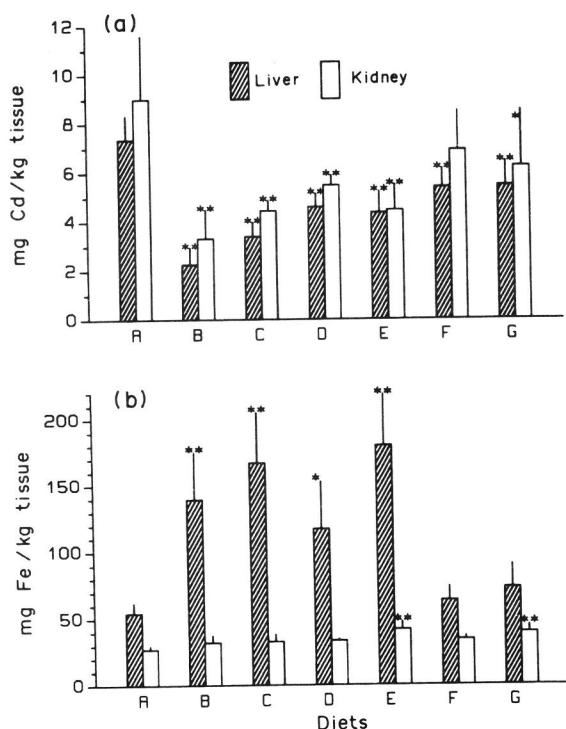 (a)
12
10
8
6
4
2
0
mg Cd/kg tissue
Liver Kidney
** ** ** ** ** ** ** ** ** ** *
A B C D E F G
(b)
200
150
100
50
0
mg Fe/kg tissue
** ** * ** ** **
A B C D E F G
Diets